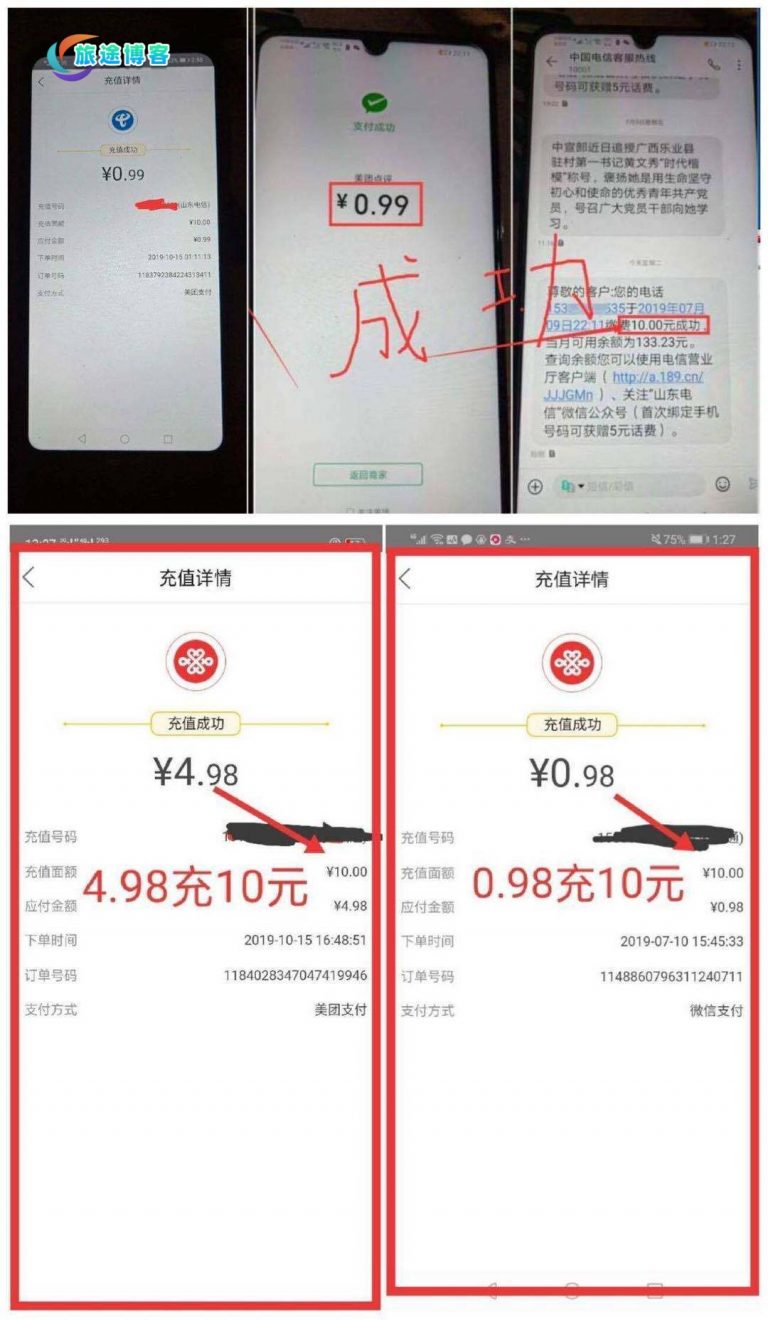 旅途博客
充值详情
充值成功
¥0.99
充值号码
(山东电信)
充值面额
¥10.00
应付金额
¥0.99
下单时间
2019-10-15 01:11:13
订单号码
1183792384224313411
支付方式
美团支付
支付成功
美团点评
¥0.99
返回商家
成功
中国电信客服热线
10001
号码可获赠5元话费。
中宣部近日追授广西乐业县
驻村第一书记黄文秀“时代楷
模”称号，褒扬她是用生命坚守
初心和使命的优秀青年共产党
员，号召广大党员干部向她学
习。
尊敬的客户:您的电话
153 535于2019年07月
09日22:11缴费10.00元成功，
当月可用余额为133.23元。
查询余额您可以使用电信营业
厅客户端（ http://a.189.cn/
JJJGMn ）、关注“山东电
信”微信公众号（首次绑定手机
号码可获赠5元话费）。
短信/彩信
充值详情
充值成功
¥4.98
充值号码
充值面额
¥10.00
4.98充10元
应付金额
¥4.98
下单时间
2019-10-15 16:48:51
订单号码
1184028347047419946
支付方式
美团支付
75% 1:27
充值详情
充值成功
¥0.98
充值号码
通)
充值面额
¥10.00
0.98充10元
应付金额
¥0.98
下单时间
2019-07-10 15:45:33
订单号码
1148860796311240711
支付方式
微信支付